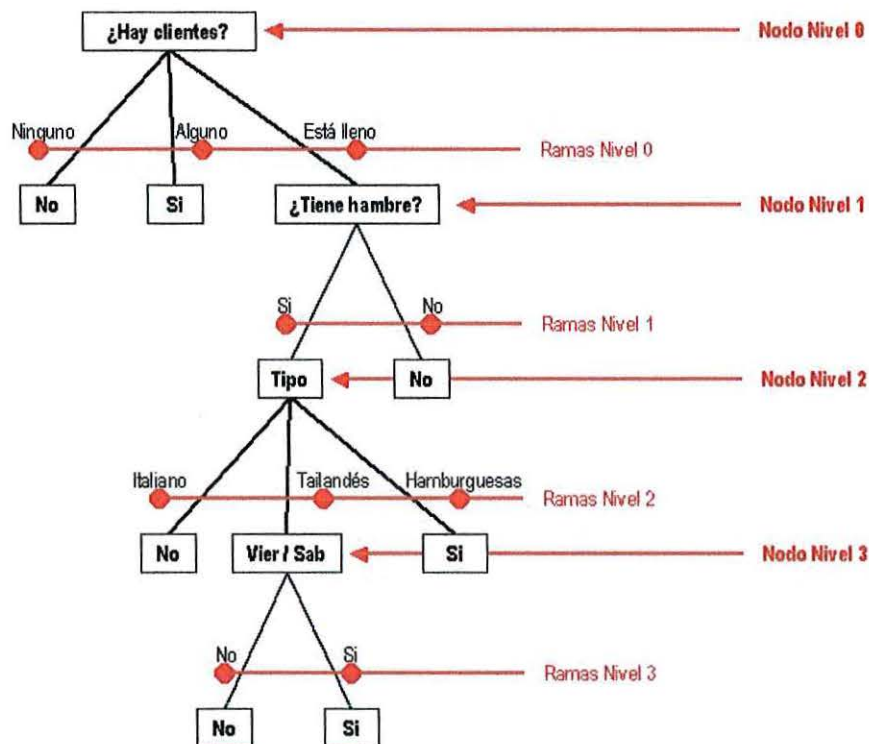 ¿Hay clientes?
Nodo Nivel 0
Ninguno
Alguno
Está lleno
Ramas Nivel 0
No
Si
¿Tiene hambre?
Nodo Nivel 1
Si
No
Ramas Nivel 1
Tipo
No
Nodo Nivel 2
Italiano
Tailandés
Hamburguesas
Ramas Nivel 2
No
Vier / Sab
Si
Nodo Nivel 3
No
Si
Ramas Nivel 3
No
Si